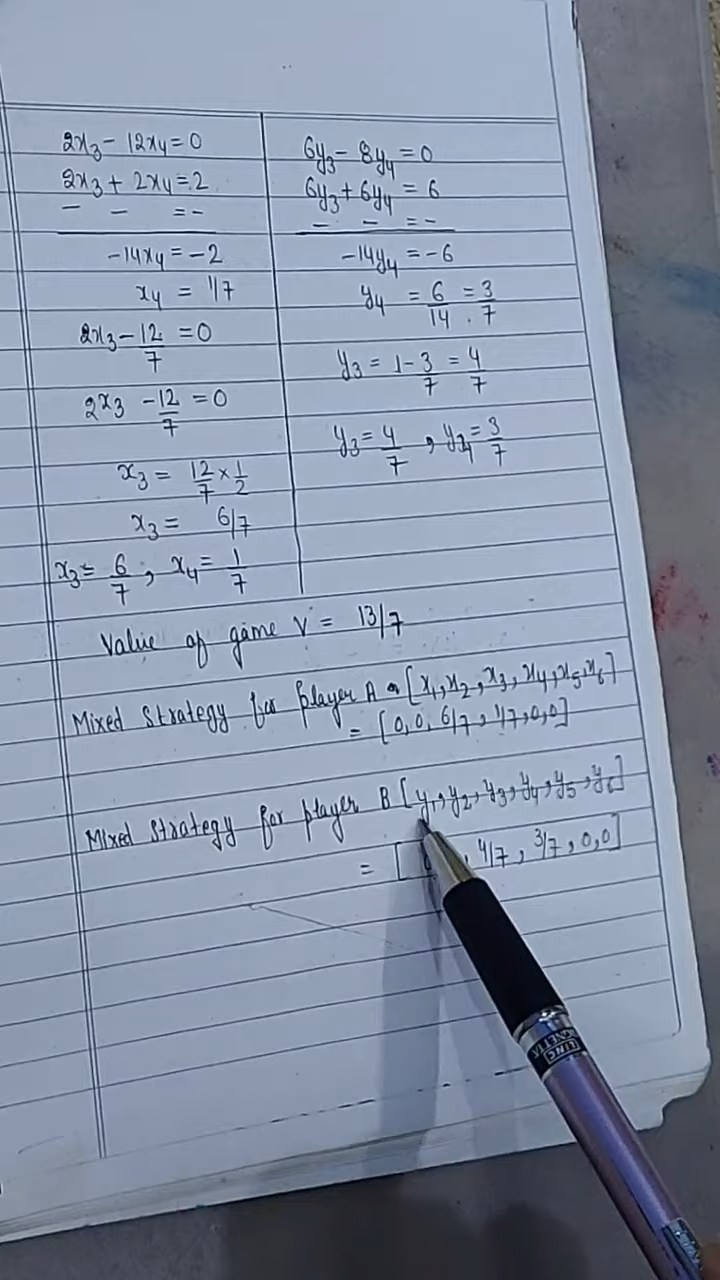 2x₃ - 12x₄ = 0
2x₃ + 2x₄ = 2
- - = -
-14x₄ = -2
x₄ = 1/7
2x₃ - 12/7 = 0
2x₃ - 12/7 = 0
x₃ = 12/7 × 1/2
x₃ = 6/7
x₃ = 6/7, x₄ = 1/7
6y₃ - 8y₄ = 0
6y₃ + 6y₄ = 6
- - = -
-14y₄ = -6
y₄ = 6/14 = 3/7
y₃ = 1 - 3/7 = 4/7
y₃ = 4/7, y₄ = 3/7
Value of game V = 13/7
Mixed Strategy for player A = [x₁, x₂, x₃, x₄, x₅, x₆]
= [0, 0, 6/7, 1/7, 0, 0]
Mixed strategy for player B [y₁, y₂, y₃, y₄, y₅, y₆]
= [ , 4/7, 3/7, 0, 0]
LINC